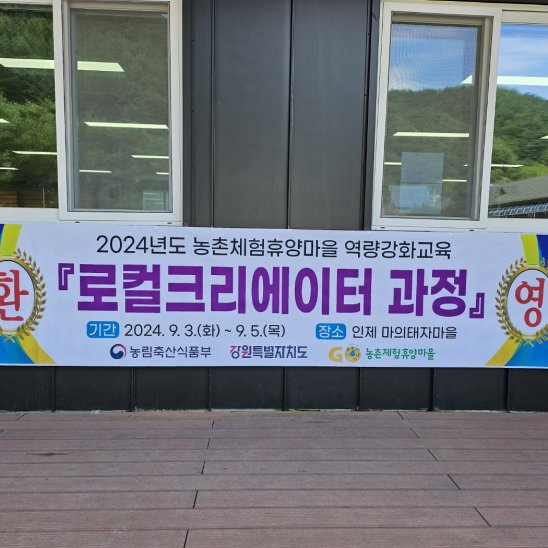 2024년도 농촌체험휴양마을 역량강화교육
환 『로컬크리에이터 과정』 영
기간 2024. 9. 3.(화) ~ 9. 5.(목) 장소 인제 마의태자마을
농림축산식품부 강원특별자치도 GO 농촌체험휴양마을